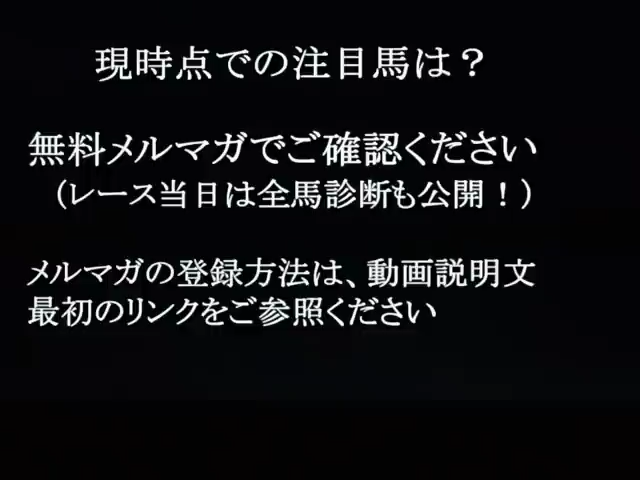 現時点での注目馬は？
無料メルマガでご確認ください
（レース当日は全馬診断も公開！）
メルマガの登録方法は、動画説明文
最初のリンクをご参照ください